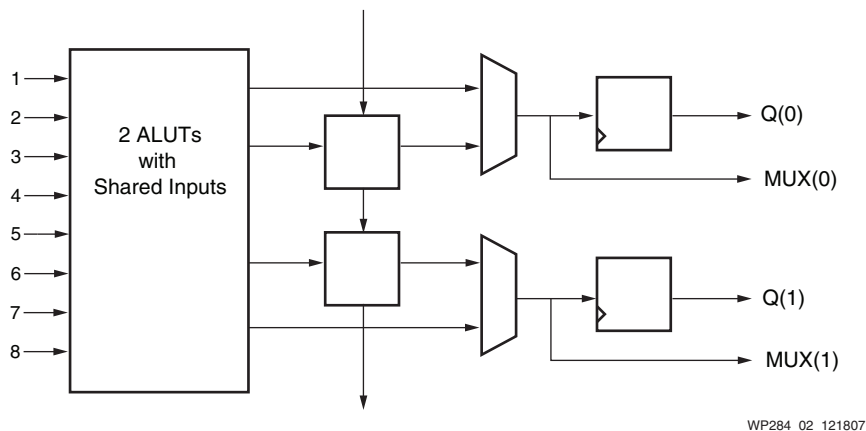 1
2
3
4
5
6
7
8
2 ALUTs
with
Shared Inputs
Q(0)
MUX(0)
Q(1)
MUX(1)
WP284_02_121807